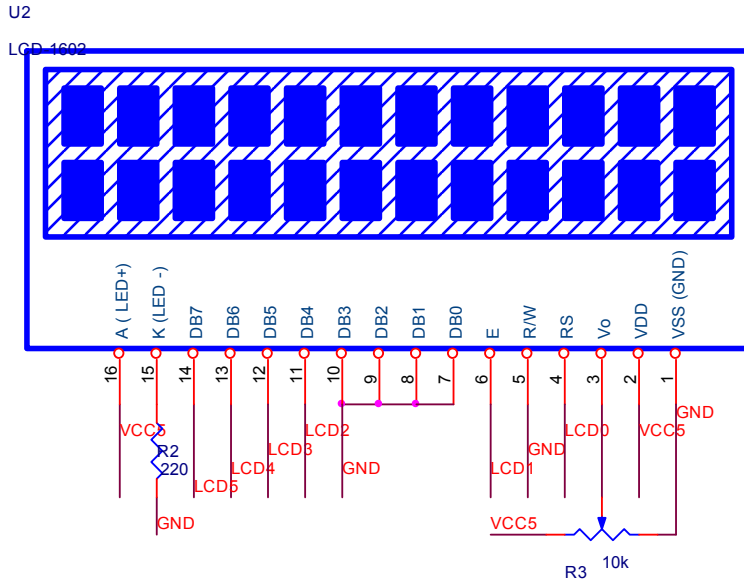 U2
LCD-1602
A ( LED+)
K (LED -)
DB7
DB6
DB5
DB4
DB3
DB2
DB1
DB0
E
R/W
RS
Vo
VDD
VSS (GND)
16
15
14
13
12
11
10
9
8
7
6
5
4
3
2
1
VCC5
R2
220
GND
LCD5
LCD4
LCD3
LCD2
GND
LCD1
GND
LCD0
VCC5
GND
VCC5
R3
10k